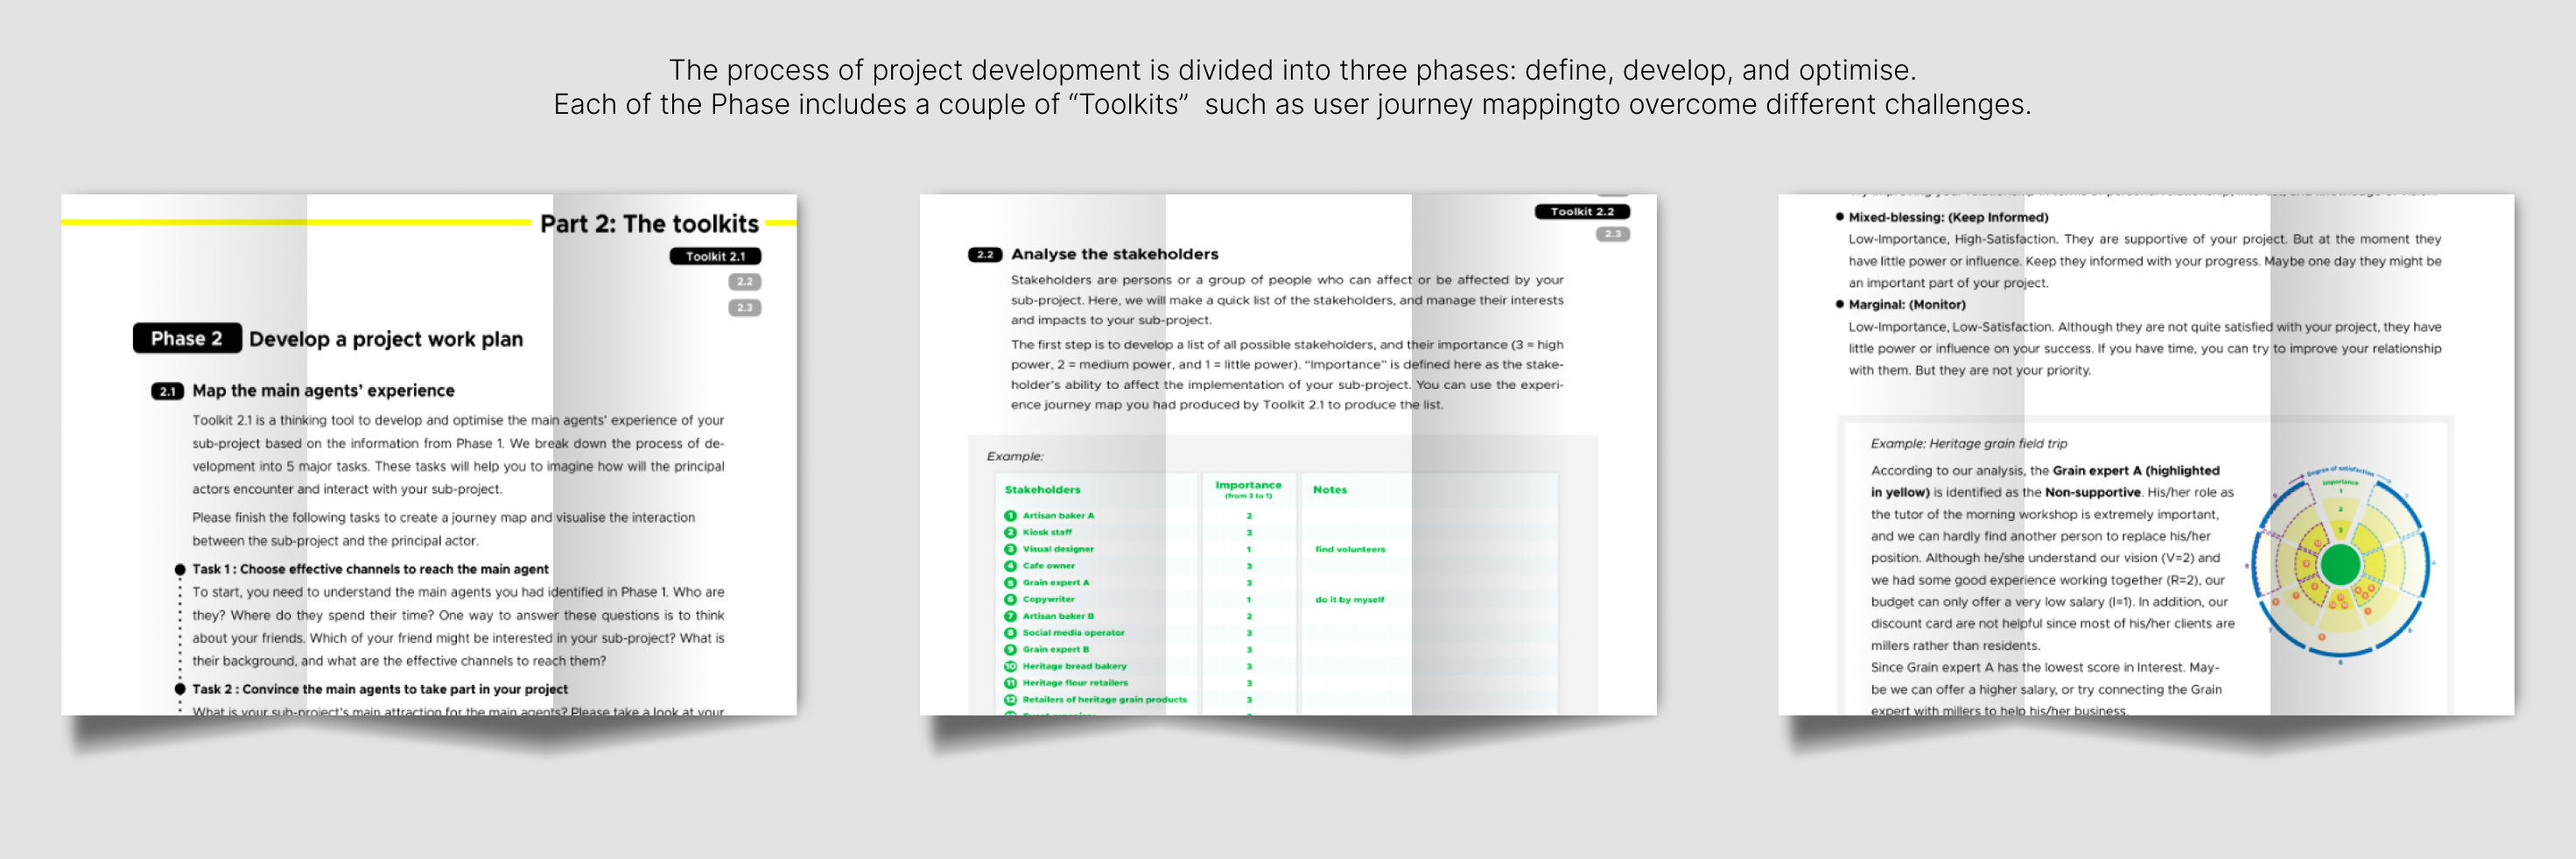 The process of project development is divided into three phases: define, develop, and optimise.
Each of the Phase includes a couple of “Toolkits”  such as user journey mappingto overcome different challenges.
Part 2: The toolkits
Toolkit 2.1
2.2
2.3
Phase 2 Develop a project work plan
2.1 Map the main agents’ experience
Toolkit 2.1 is a thinking tool to develop and optimise the main agents’ experience of your
sub-project based on the information from Phase 1. We break down the process of de-
velopment into 5 major tasks. These tasks will help you to imagine how will the principal
actors encounter and interact with your sub-project.
Please finish the following tasks to create a journey map and visualise the interaction
between the sub-project and the principal actor.
Task 1 : Choose effective channels to reach the main agent
To start, you need to understand the main agents you had identified in Phase 1. Who are
they? Where do they spend their time? One way to answer these questions is to think
about your friends. Which of your friend might be interested in your sub-project? What is
their background, and what are the effective channels to reach them?
Task 2 : Convince the main agents to take part in your project
What is your sub-project’s main attraction for the main agents? Please take a look at your
Toolkit 2.2
2.3
2.2 Analyse the stakeholders
Stakeholders are persons or a group of people who can affect or be affected by your
sub-project. Here, we will make a quick list of the stakeholders, and manage their interests
and impacts to your sub-project.
The first step is to develop a list of all possible stakeholders, and their importance (3 = high
power, 2 = medium power, and 1 = little power). “Importance” is defined here as the stake-
holder’s ability to affect the implementation of your sub-project. You can use the experi-
ence journey map you had produced by Toolkit 2.1 to produce the list.
Example:
Stakeholders Importance Notes
(from 3 to 1)
1 Artisan baker A 2
2 Kiosk staff 3
3 Visual designer 1 find volunteers
4 Cafe owner 3
5 Grain expert A 3
6 Copywriter 1 do it by myself
7 Artisan baker B 2
8 Social media operator 3
9 Grain expert B 3
10 Heritage bread bakery 3
11 Heritage flour retailers 3
12 Retailers of heritage grain products 3
Mixed-blessing: (Keep Informed)
Low-Importance, High-Satisfaction. They are supportive of your project. But at the moment they
have little power or influence. Keep they informed with your progress. Maybe one day they might be
an important part of your project.
Marginal: (Monitor)
Low-Importance, Low-Satisfaction. Although they are not quite satisfied with your project, they have
little power or influence on your success. If you have time, you can try to improve your relationship
with them. But they are not your priority.
Example: Heritage grain field trip
According to our analysis, the Grain expert A (highlighted
in yellow) is identified as the Non-supportive. His/her role as
the tutor of the morning workshop is extremely important,
and we can hardly find another person to replace his/her
position. Although he/she understand our vision (V=2) and
we had some good experience working together (R=2), our
budget can only offer a very low salary (I=1). In addition, our
discount card are not helpful since most of his/her clients are
millers rather than residents.
Since Grain expert A has the lowest score in Interest. May-
be we can offer a higher salary, or try connecting the Grain
expert with millers to help his/her business.
Degree of satisfaction
Importance
1
2
3